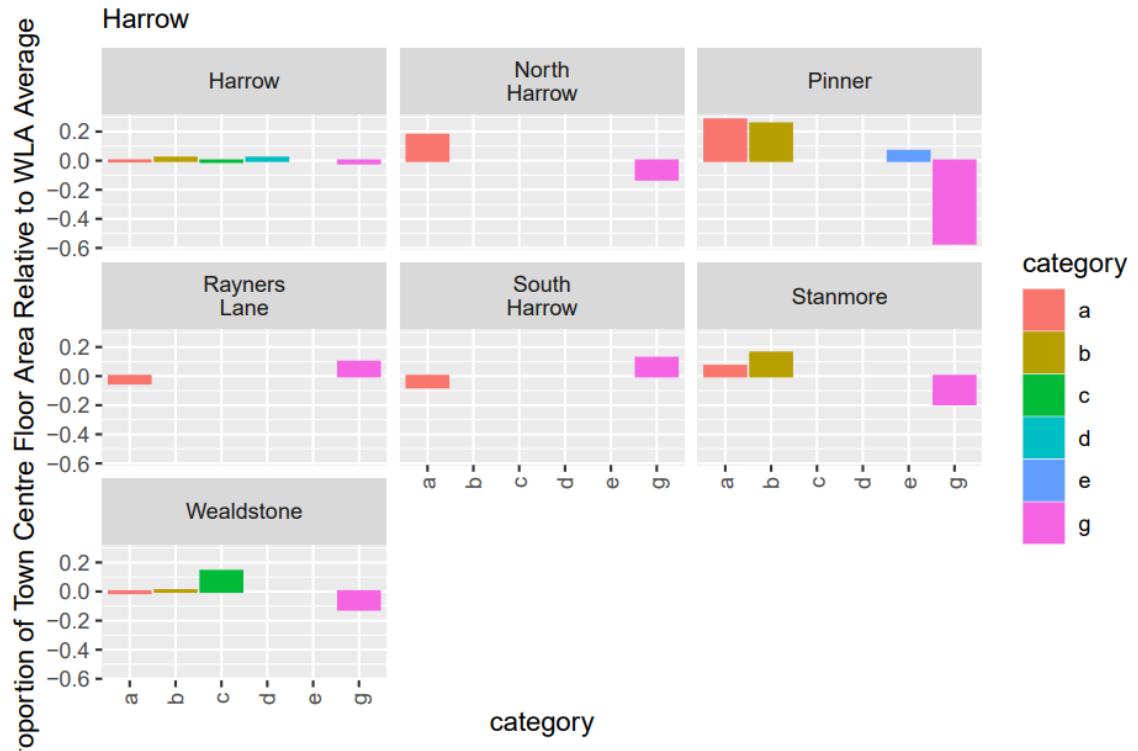 Harrow
Harrow
North
Harrow
Pinner
0.2
0.0
−0.2
−0.4
−0.6
Rayners
Lane
South
Harrow
Stanmore
0.2
0.0
−0.2
−0.4
−0.6
a b c d e g
a b c d e g
Wealdstone
0.2
0.0
−0.2
−0.4
−0.6
a b c d e g
category
oportion of Town Centre Floor Area Relative to WLA Average
category
a
b
c
d
e
g